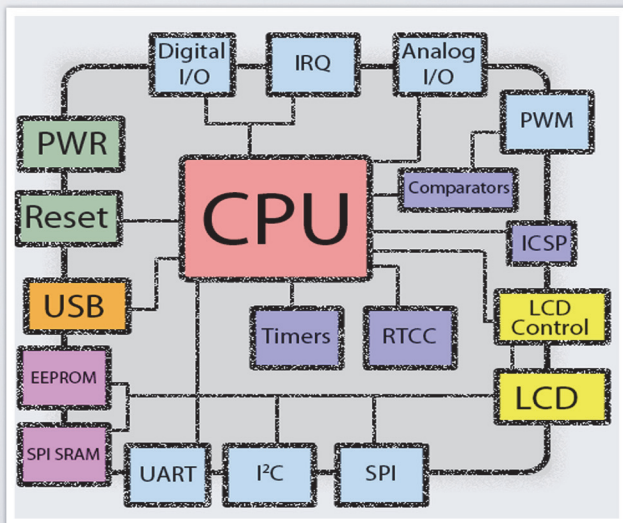 Digital
I/O
IRQ
Analog
I/O
PWM
PWR
Comparators
Reset
CPU
ICSP
USB
Timers
RTCC
LCD
Control
EEPROM
LCD
SPI SRAM
UART
I²C
SPI